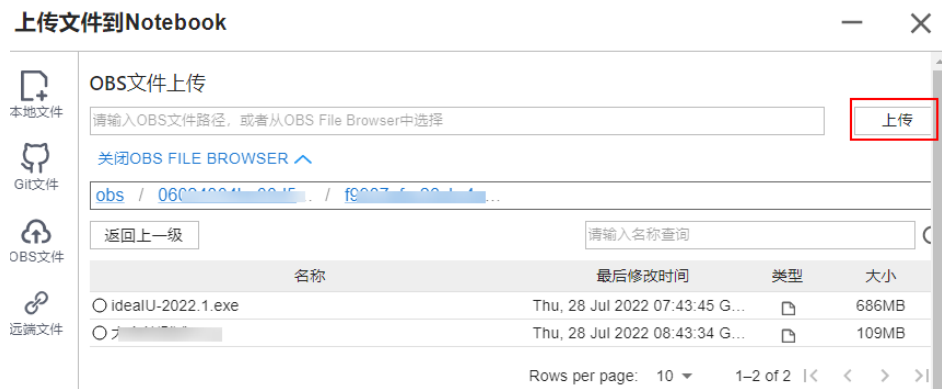 上传文件到Notebook
本地文件
Git文件
OBS文件
远端文件
OBS文件上传
请输入OBS文件路径，或者从OBS File Browser中选择
上传
关闭OBS FILE BROWSER
obs / / ...
返回上一级
请输入名称查询
名称 最后修改时间 类型 大小
idealU-2022.1.exe Thu, 28 Jul 2022 07:43:45 G... 686MB
Thu, 28 Jul 2022 08:43:34 G... 109MB
Rows per page: 10 1–2 of 2